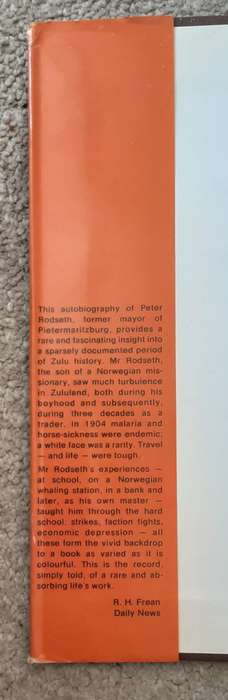 This autobiography of Peter
Rodseth, former mayor of
Pietermaritzburg, provides a
rare and fascinating insight into
a sparsely documented period
of Zulu history. Mr Rodseth,
the son of a Norwegian mis-
sionary, saw much turbulence
in Zululand, both during his
boyhood and subsequently,
during three decades as a
trader. In 1904 malaria and
horse-sickness were endemic;
a white face was a rarity. Travel
— and life — were tough.
Mr Rodseth's experiences —
at school, on a Norwegian
whaling station, in a bank and
later, as his own master —
taught him through the hard
school: strikes, faction fights,
economic depression — all
these form the vivid backdrop
to a book as varied as it is
colourful. This is the record,
simply told, of a rare and ab-
sorbing life's work.
R. H. Frean
Daily News